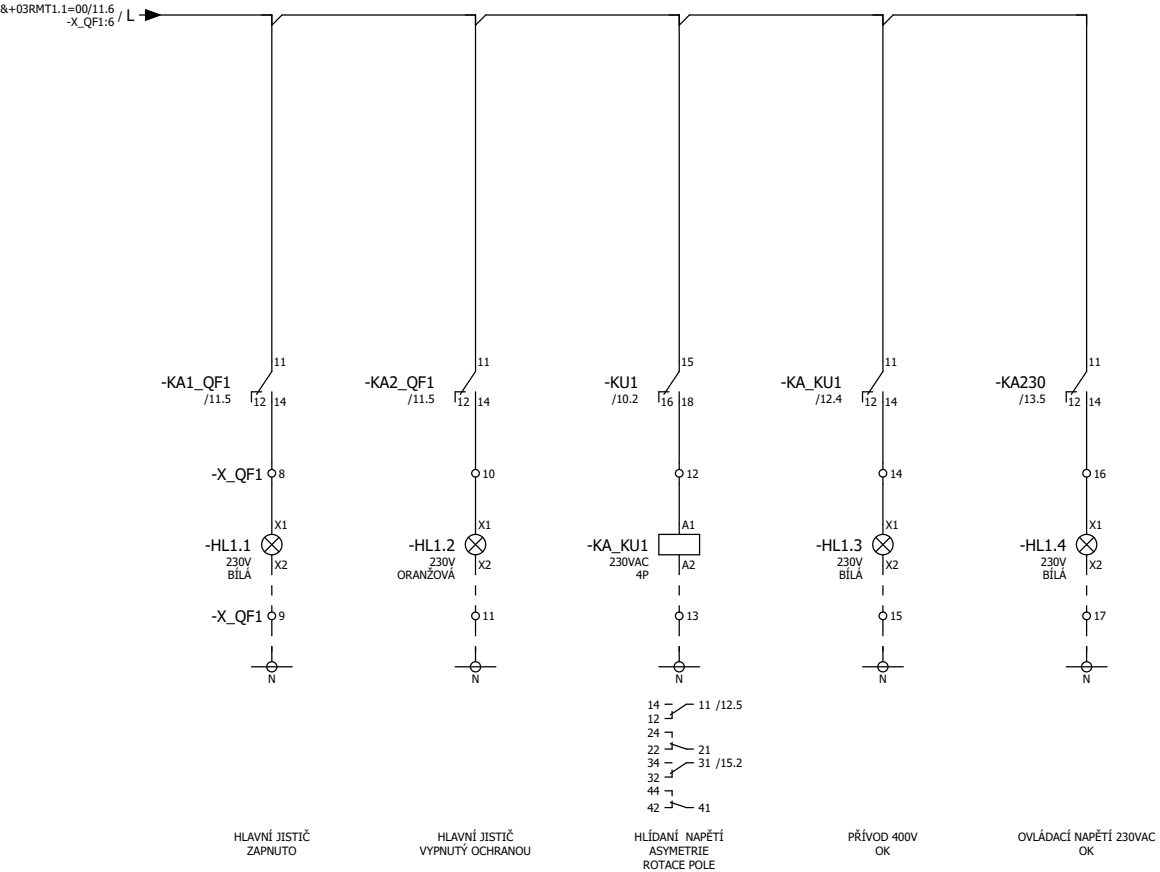 &+03RMT1.1=00/11.6
-X_QF1:6
/ L
11
11
15
11
11
-KA1_QF1
/11.5
12 14
-KA2_QF1
/11.5
12 14
-KU1
/10.2
16 18
-KA_KU1
/12.4
12 14
-KA230
/13.5
12 14
-X_QF1 8
10
12
14
16
X1
-HL1.1
230V
BÍLÁ
X2
X1
-HL1.2
230V
ORANŽOVÁ
X2
A1
-KA_KU1
230VAC
4P
A2
X1
-HL1.3
230V
BÍLÁ
X2
X1
-HL1.4
230V
BÍLÁ
X2
-X_QF1 9
11
13
15
17
N
N
N
N
N
14 11 /12.5
12
24
22 21
34 31 /15.2
32
44
42 41
HLAVNÍ JISTIČ
ZAPNUTO
HLAVNÍ JISTIČ
VYPNUTÝ OCHRANOU
HLÍDANÍ NAPĚTÍ
ASYMETRIE
ROTACE POLE
PŘÍVOD 400V
OK
OVLÁDACÍ NAPĚTÍ 230VAC
OK